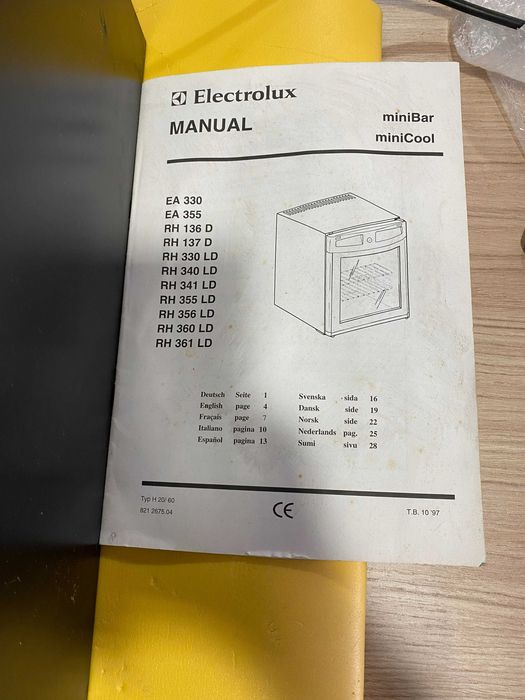 Electrolux
MANUAL
miniBar
miniCool
EA 330
EA 355
RH 136 D
RH 137 D
RH 330 LD
RH 340 LD
RH 341 LD
RH 355 LD
RH 356 LD
RH 360 LD
RH 361 LD
Deutsch Seite 1
English page 4
Fraçais page 7
Italiano pagina 10
Español pagina 13
Svenska sida 16
Dansk side 19
Norsk side 22
Nederlands pag. 25
Sumi sivu 28
Typ H 20/ 60
821 2675.04
CE
T.B. 10 '97